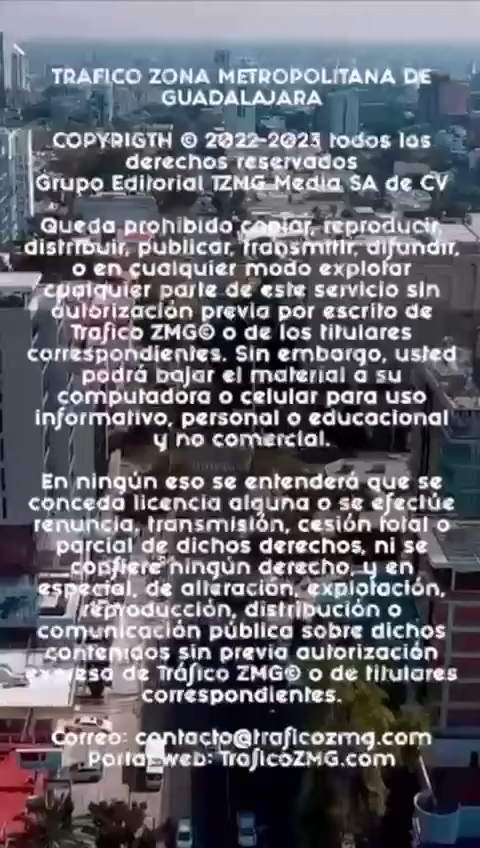 TRAFICO ZONA METROPOLITANA DE
GUADALAJARA
COPYRIGTH © 2022-2023 todos las
derechos reservados
Grupo Editorial TZMG Media SA de CV
Queda prohibido copiar, reproducir,
distribuir, publicar, transmitir, difundir,
o en cualquier modo explotar
cualquier parte de este servicio sin
autorización previa por escrito de
Trafico ZMG© o de los titulares
correspondientes. Sin embargo, usted
podrá bajar el material a su
computadora o celular para uso
informativo, personal o educacional
y no comercial.
En ningún eso se entenderá que se
conceda licencia alguna o se efectúe
renuncia, transmisión, cesión total o
parcial de dichos derechos, ni se
confiere ningún derecho, y en
especial, de alteración, explotación,
reproducción, distribución o
comunicación pública sobre dichos
contenidos sin previa autorización
expresa de Tráfico ZMG© o de titulares
correspondientes.
Correo: contacto@traficozmg.com
Portal web: TraficoZMG.com